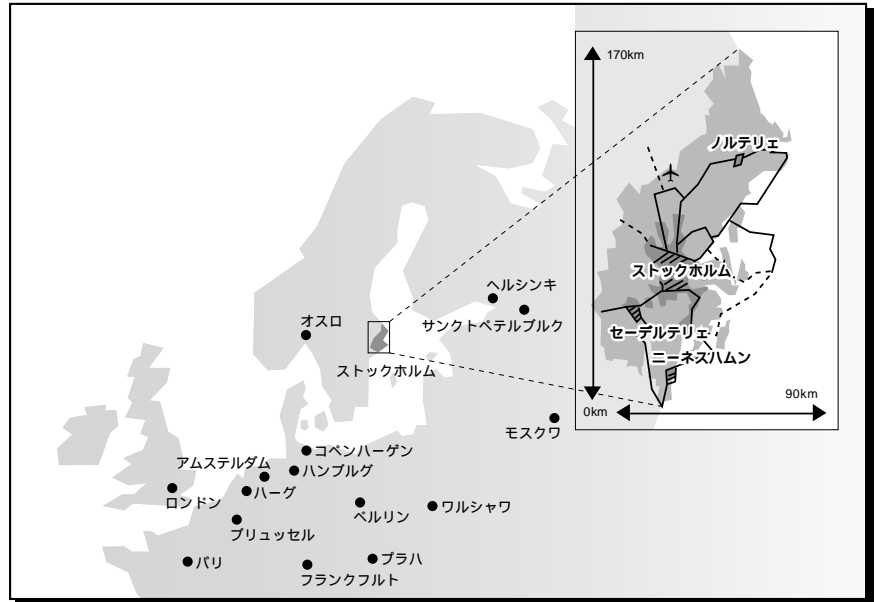 170km
ノルテリェ
ストックホルム
セーデルテリェ
ニーネスハムン
90km
0km
ヘルシンキ
サンクトペテルブルク
オスロ
ストックホルム
モスクワ
コペンハーゲン
アムステルダム
ハンブルグ
ロンドン
ハーグ
ベルリン
ワルシャワ
ブリュッセル
パリ
プラハ
フランクフルト